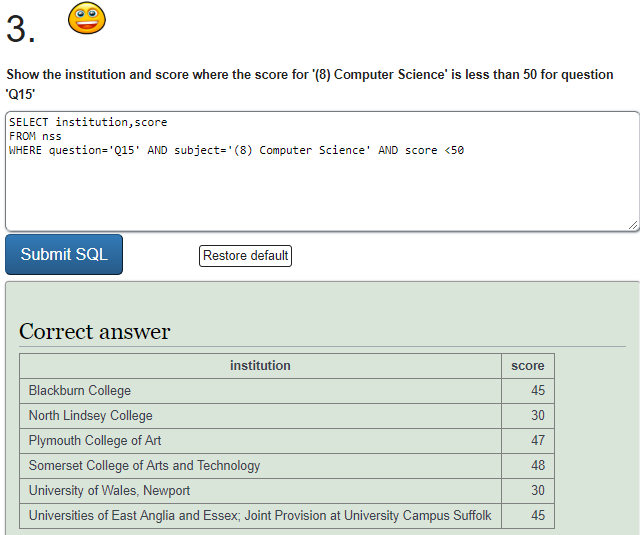 3.
Show the institution and score where the score for '(8) Computer Science' is less than 50 for question
'Q15'
SELECT institution,score
FROM nss
WHERE question='Q15' AND subject='(8) Computer Science' AND score <50
Submit SQL Restore default
Correct answer
institution score
Blackburn College 45
North Lindsey College 30
Plymouth College of Art 47
Somerset College of Arts and Technology 48
University of Wales, Newport 30
Universities of East Anglia and Essex; Joint Provision at University Campus Suffolk 45